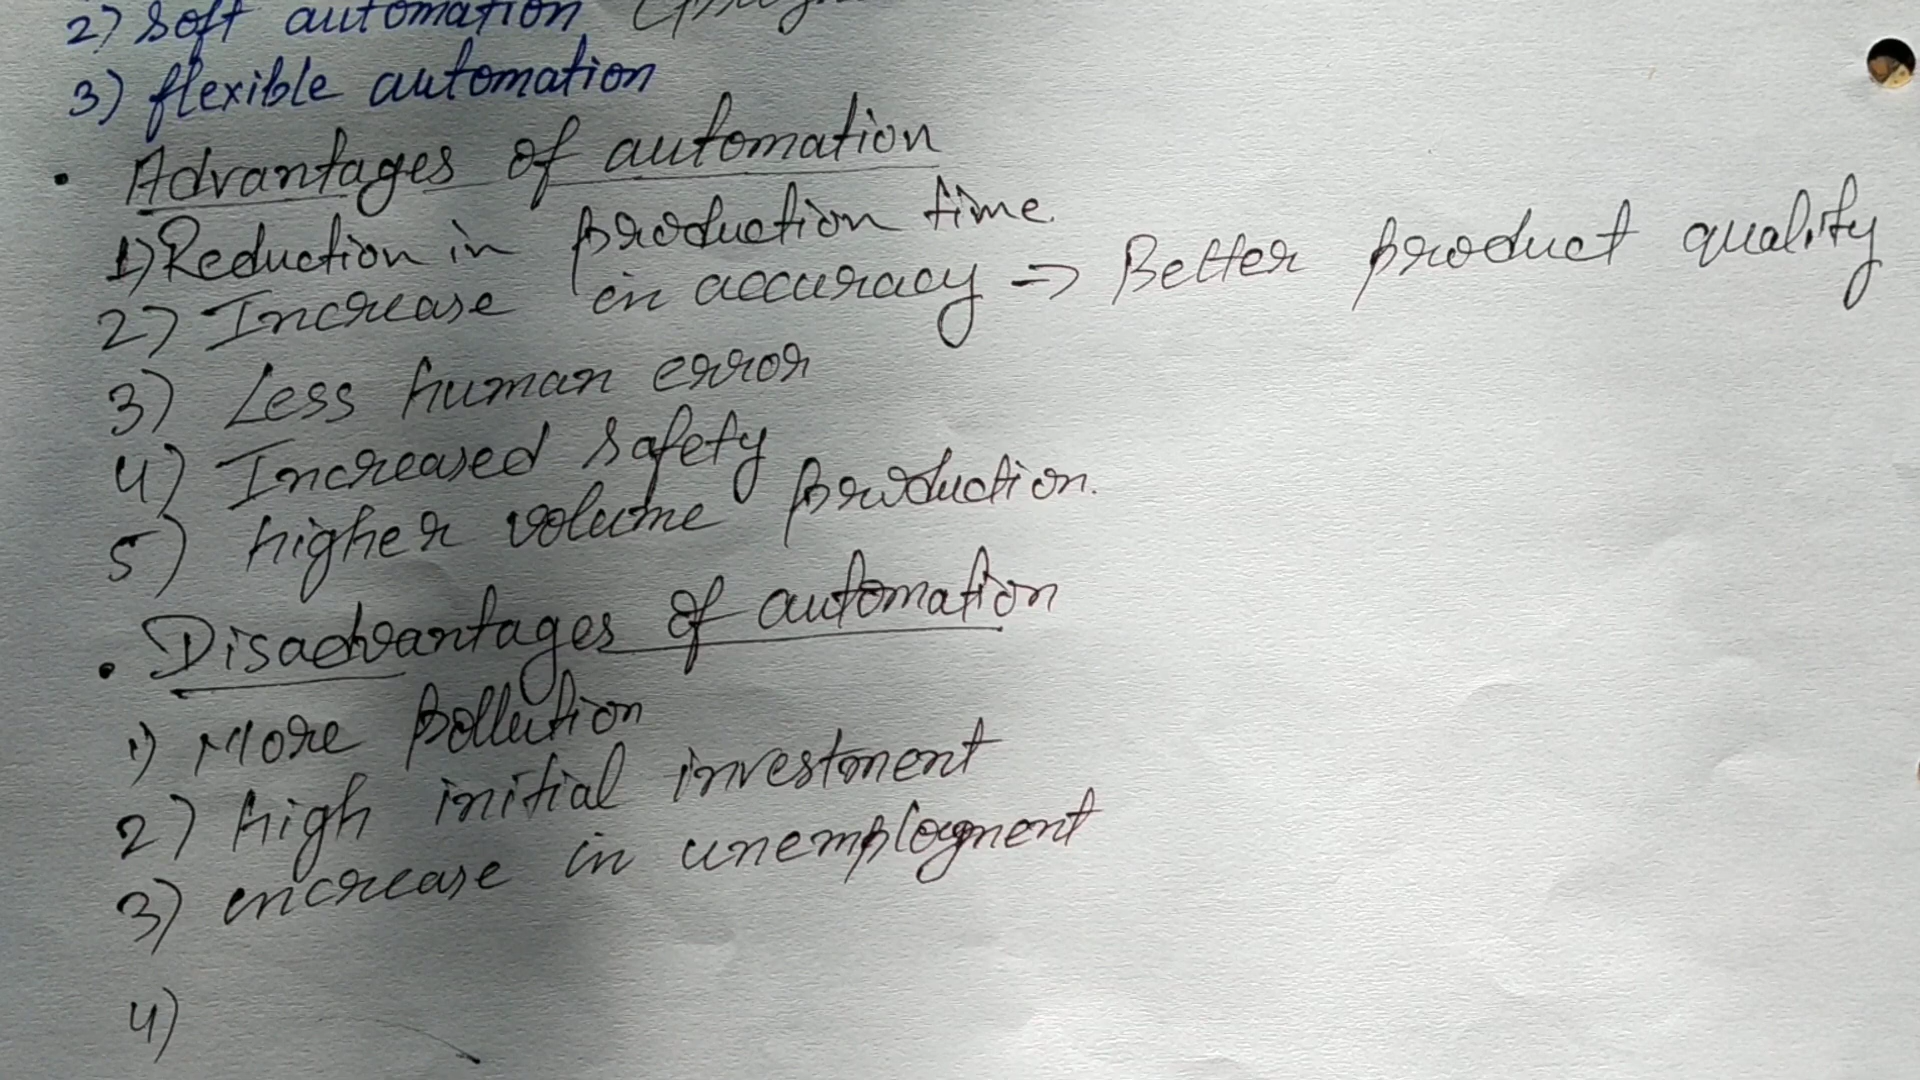 2) Soft automation
3) flexible automation
• Advantages of automation
1) Reduction in production time.
2) Increase in accuracy => Better product quality
3) Less human error
4) Increased safety
5) higher volume production.
• Disadvantages of automation
1) More pollution
2) high initial investment
3) increase in unemployment
4)